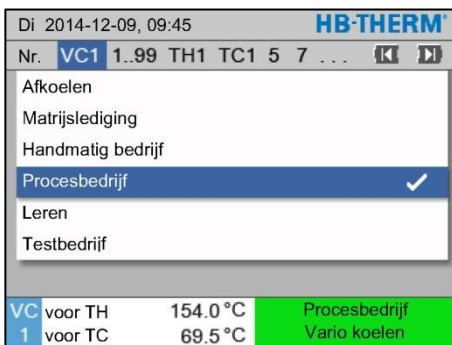 Di 2014-12-09, 09:45 HB-THERM®
Nr. VC1 1..99 TH1 TC1 5 7 ...
Afkoelen
Matrijslediging
Handmatig bedrijf
Procesbedrijf
Leren
Testbedrijf
VC voor TH 154.0 °C Procesbedrijf
1 voor TC 69.5 °C Vario koelen